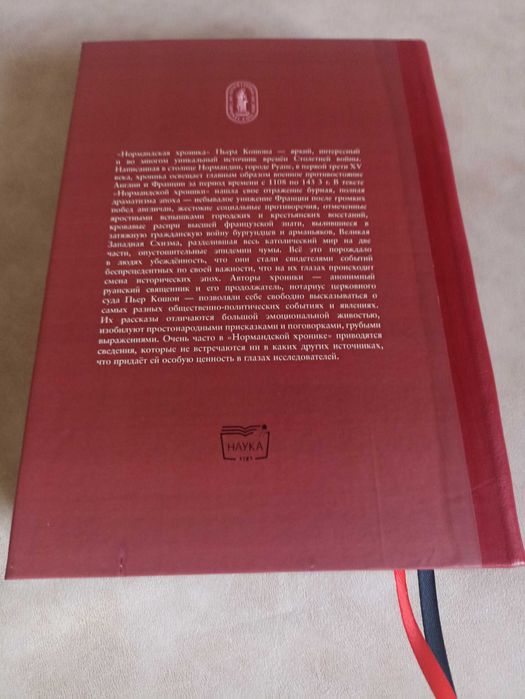 «Нормандская хроника» Пьера Кошона — яркий, интересный
и во многом уникальный источник времён Столетней войны.
Написанная в столице Нормандии, городе Руане, в первой трети XV
века, хроника освещает главным образом военное противостояние
Англии и Франции за период времени с 1108 по 143 3 г. В тексте
«Нормандской хроники» нашла свое отражение бурная, полная
драматизма эпоха — небывалое унижение Франции после громких
побед англичан, жестокие социальные противоречия, отмеченные
яростными вспышками городских и крестьянских восстаний,
кровавые распри высшей французской знати, вылившиеся в
затяжную гражданскую войну бургундцев и арманьяков, Великая
Западная Схизма, разделившая весь католический мир на две
части, опустошительные эпидемии чумы. Всё это порождало
в людях убеждённость, что они стали свидетелями событий
беспрецедентных по своей важности, что на их глазах происходит
смена исторических эпох. Авторы хроники — анонимный
руанский священник и его продолжатель, нотариус церковного
суда Пьер Кошон — позволяли себе свободно высказываться о
самых разных общественно-политических событиях и явлениях.
Их рассказы отличаются большой эмоциональной живостью,
изобилуют простонародными присказками и поговорками, грубыми
выражениями. Очень часто в «Нормандской хронике» приводятся
сведения, которые не встречаются ни в каких других источниках,
что придаёт ей особую ценность в глазах исследователей.
НАУКА
1727